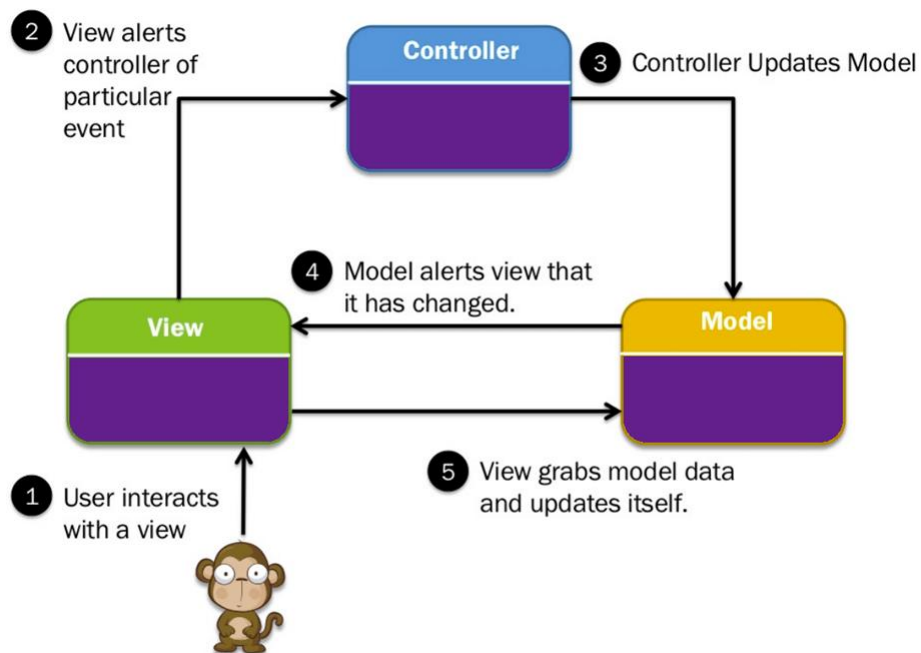 2
View alerts
controller of
particular
event
Controller
3
Controller Updates Model
4
Model alerts view that
it has changed.
View
Model
5
View grabs model data
and updates itself.
1
User interacts
with a view